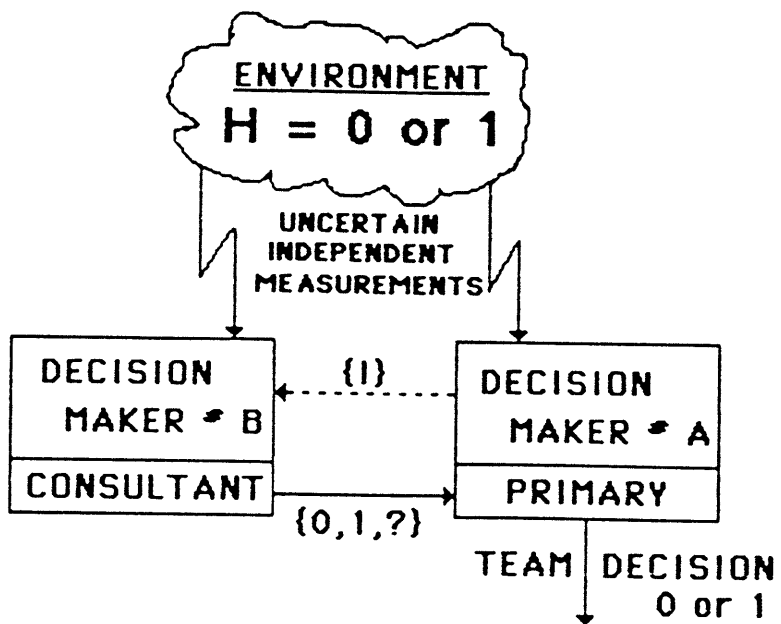 ENVIRONMENT
H = 0 or 1
UNCERTAIN
INDEPENDENT
MEASUREMENTS
DECISION
MAKER # B
CONSULTANT
{I}
{0,1,?}
DECISION
MAKER # A
PRIMARY
TEAM DECISION
0 or 1